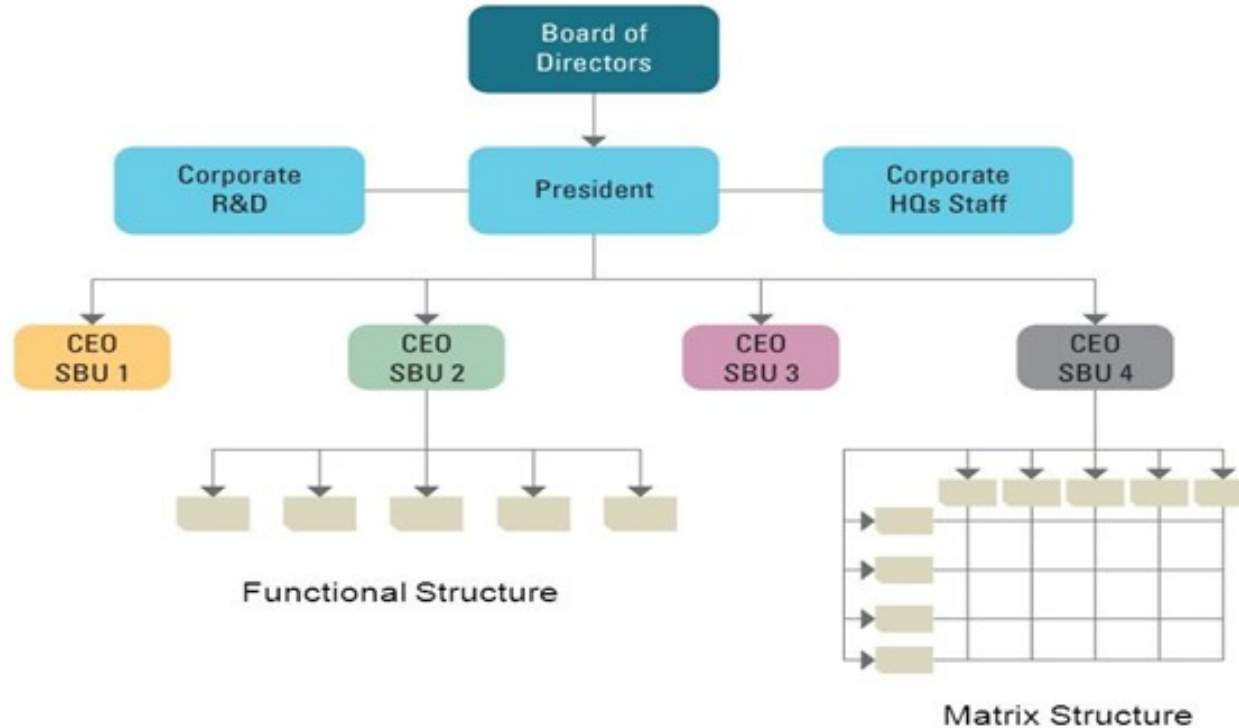 Board of
Directors
Corporate
R&D
President
Corporate
HQs Staff
CEO
SBU 1
CEO
SBU 2
CEO
SBU 3
CEO
SBU 4
Functional Structure
Matrix Structure